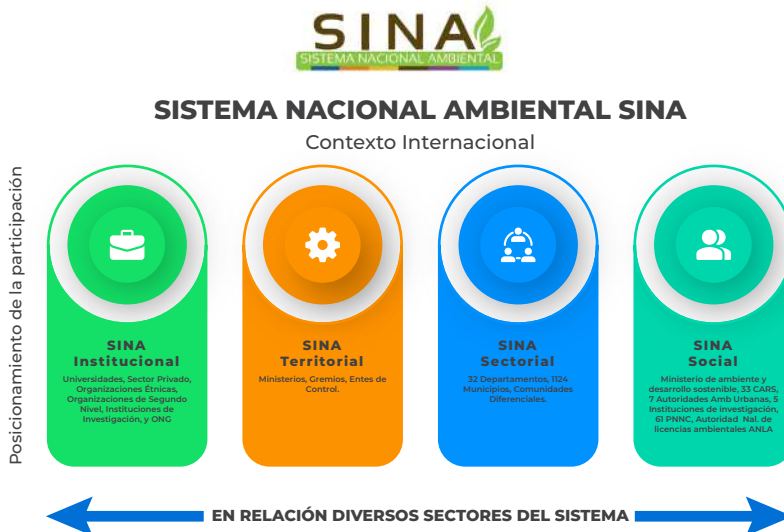 SINA
SISTEMA NACIONAL AMBIENTAL
SISTEMA NACIONAL AMBIENTAL SINA
Contexto Internacional
Posicionamiento de la participación
SINA
Institucional
Universidades, Sector Privado,
Organizaciones Étnicas,
Organizaciones de Segundo
Nivel, Instituciones de
Investigación, y ONG
SINA
Territorial
Ministerios, Gremios, Entes de
Control.
SINA
Sectorial
32 Departamentos, 1124
Municipios, Comunidades
Diferenciales.
SINA
Social
Ministerio de ambiente y
desarrollo sostenible, 33 CARS,
7 Autoridades Amb Urbanas, 5
Instituciones de investigación,
61 PNNC, Autoridad Nal. de
licencias ambientales ANLA
EN RELACIÓN DIVERSOS SECTORES DEL SISTEMA